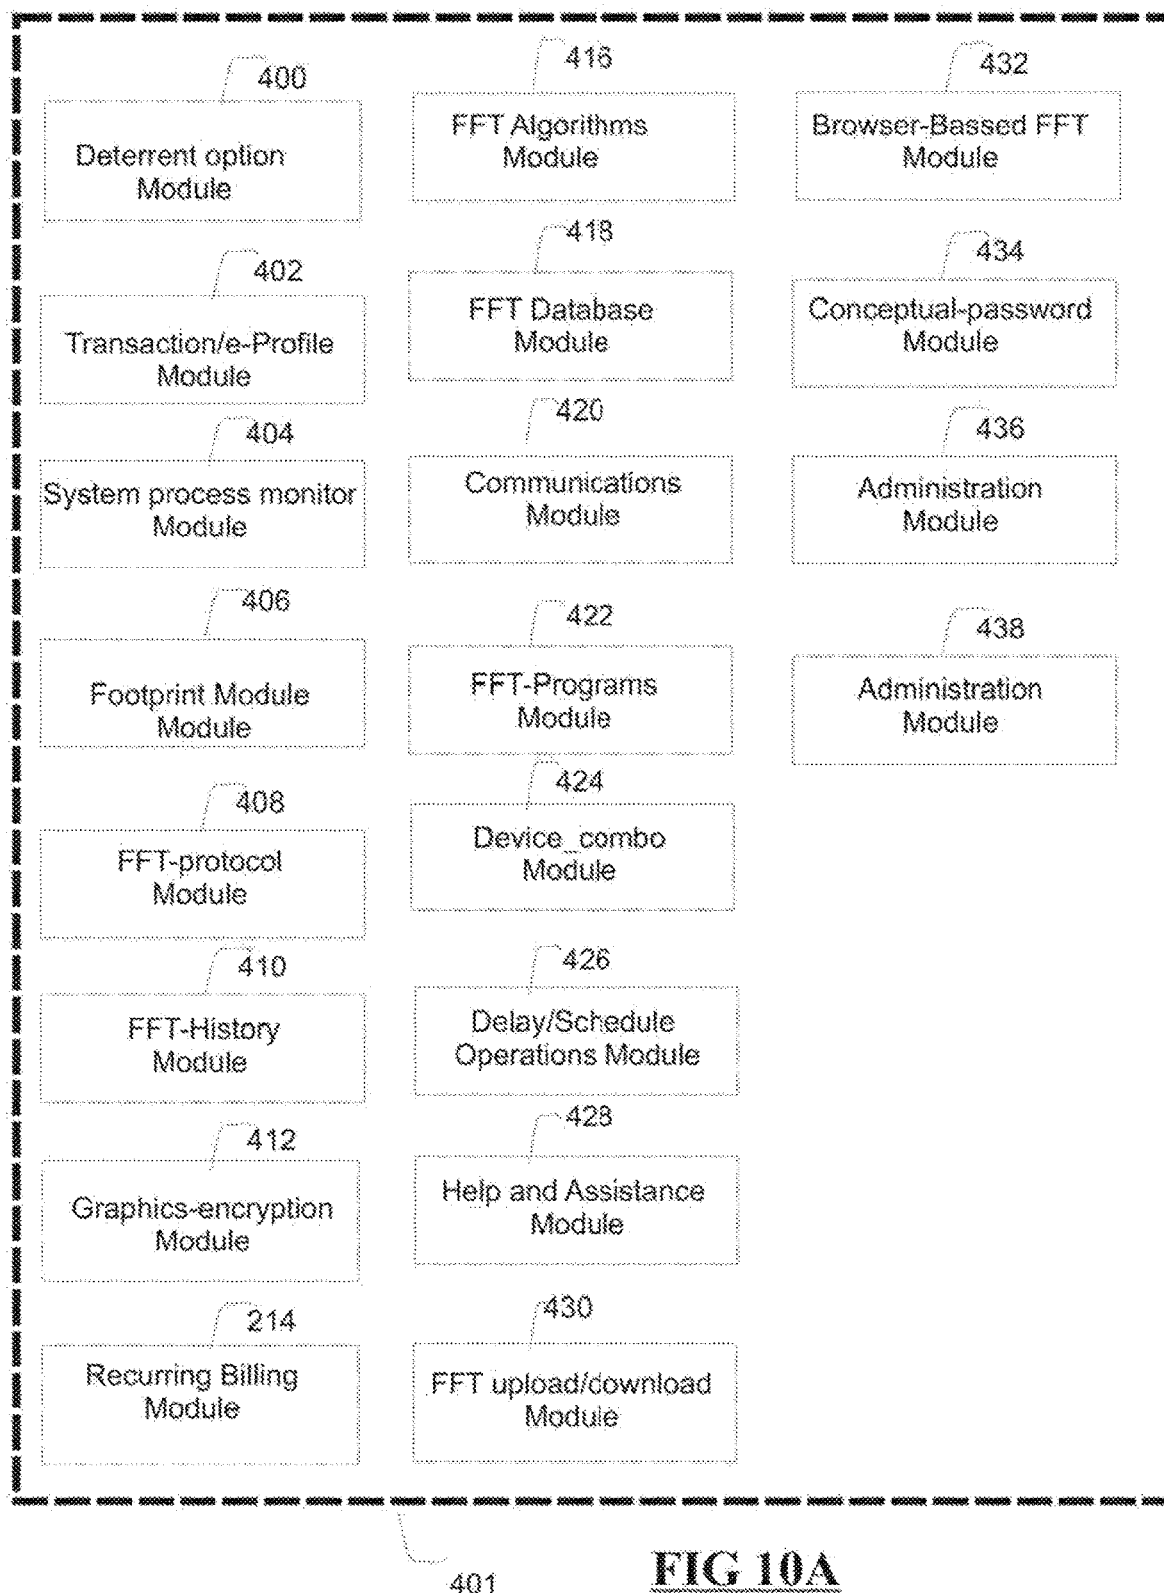 400
Deterrent option
Module
402
Transaction/e-Profile
Module
404
System process monitor
Module
406
Footprint Module
Module
408
FFT-protocol
Module
410
FFT-History
Module
412
Graphics-encryption
Module
214
Recurring Billing
Module
416
FFT Algorithms
Module
418
FFT Database
Module
420
Communications
Module
422
FFT-Programs
Module
424
Device_combo
Module
426
Delay/Schedule
Operations Module
428
Help and Assistance
Module
430
FFT upload/download
Module
432
Browser-Bassed FFT
Module
434
Conceptual-password
Module
436
Administration
Module
438
Administration
Module
401
FIG 10A